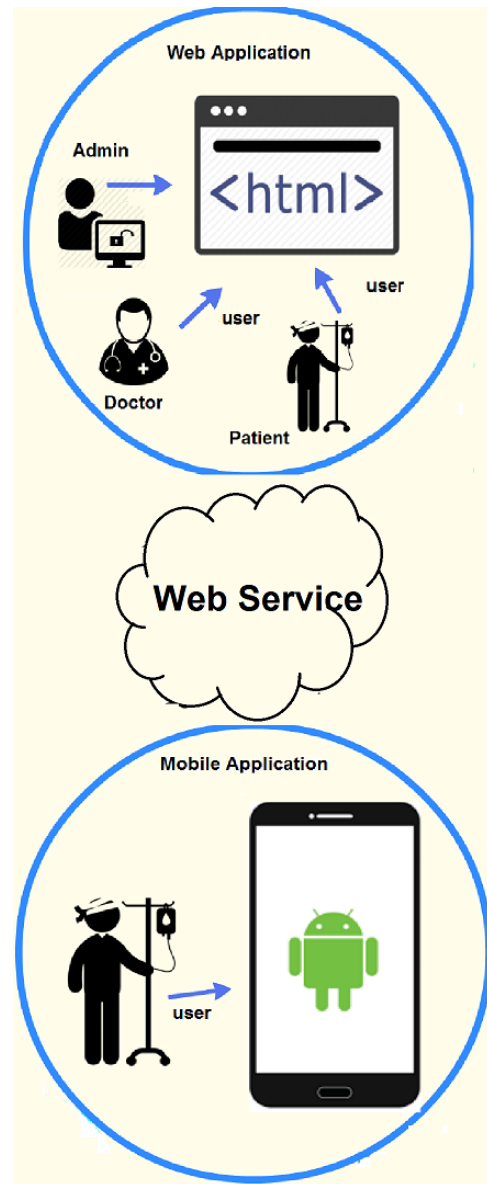 Web Application
Admin
<html>
user
user
Doctor
Patient
Web Service
Mobile Application
user